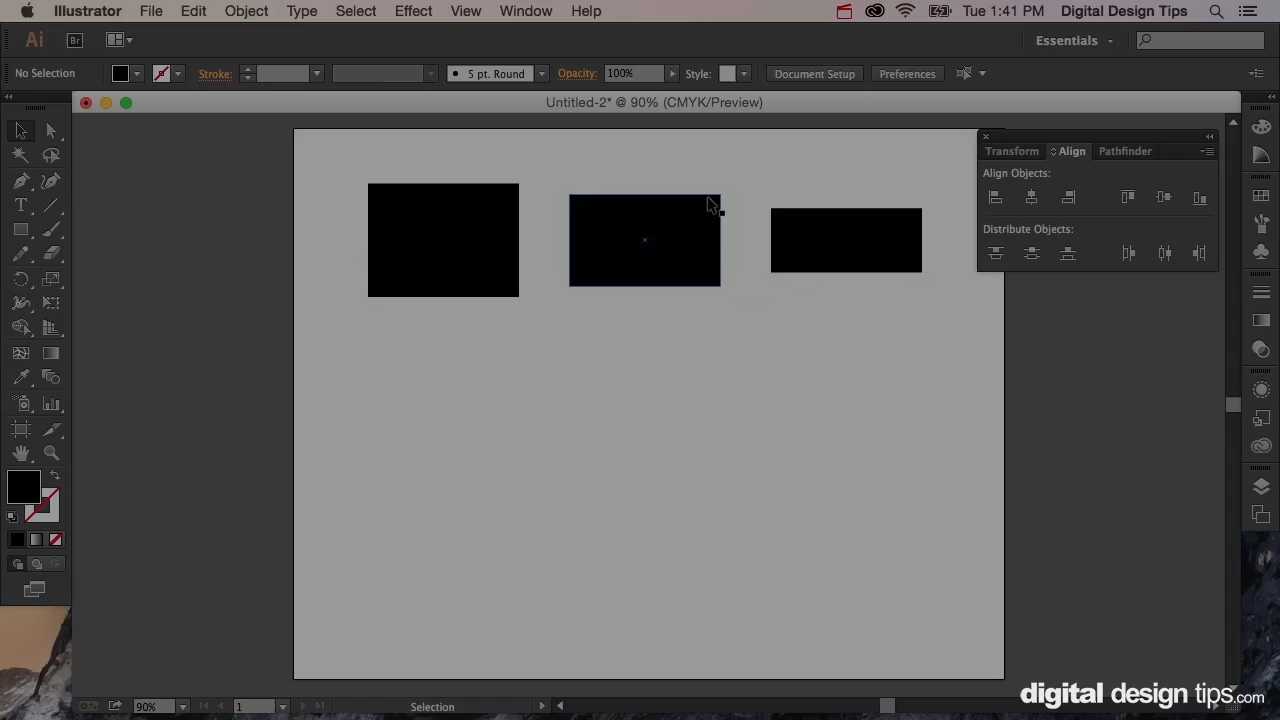 Illustrator File Edit Object Type Select Effect View Window Help Tue 1:41 PM Digital Design Tips
Ai Br Essentials
No Selection Stroke: 5 pt. Round Opacity: 100% Style: Document Setup Preferences
Untitled-2* @ 90% (CMYK/Preview)
Transform Align Pathfinder
Align Objects:
Distribute Objects:
90% 1 Selection
digital design tips.com